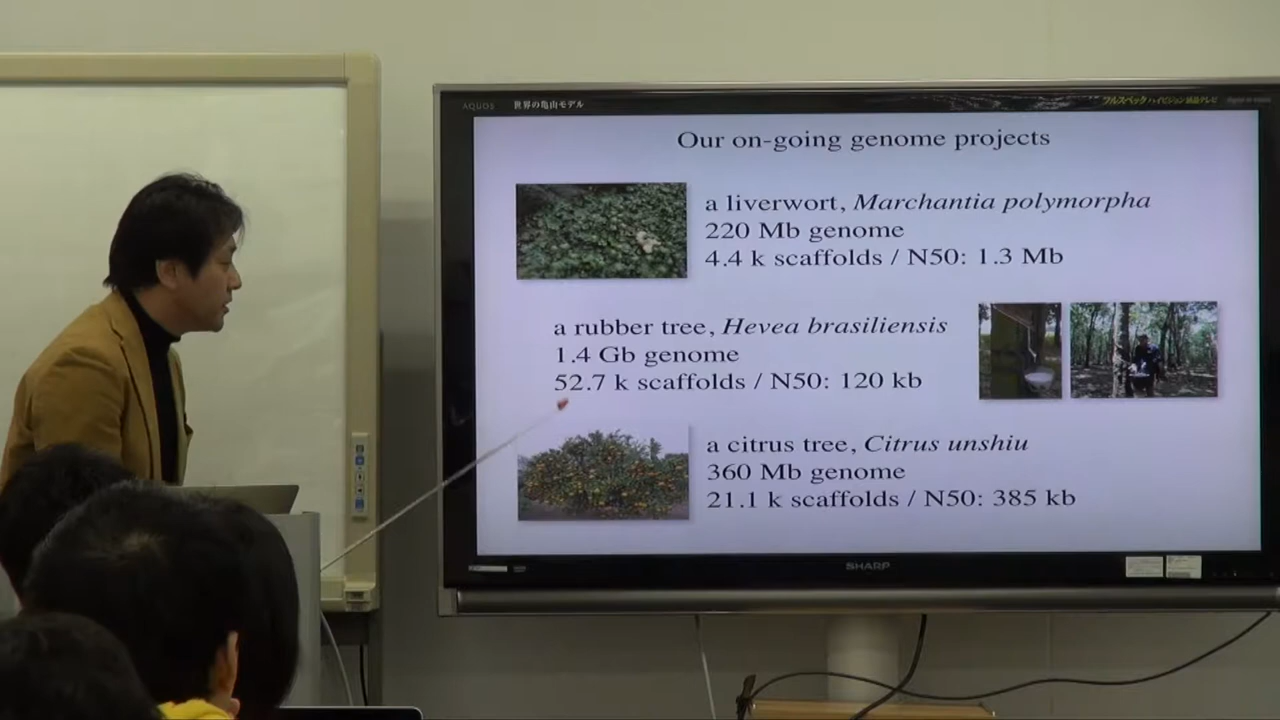 AQUOS 世界の亀山モデル
フルスペックハイビジョン液晶テレビ
Our on-going genome projects
a liverwort, Marchantia polymorpha
220 Mb genome
4.4 k scaffolds / N50: 1.3 Mb
a rubber tree, Hevea brasiliensis
1.4 Gb genome
52.7 k scaffolds / N50: 120 kb
a citrus tree, Citrus unshiu
360 Mb genome
21.1 k scaffolds / N50: 385 kb
SHARP